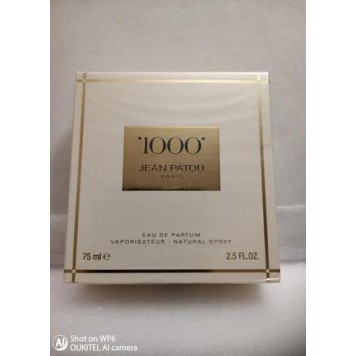 "1000"
JEAN PATOU
PARIS
EAU DE PARFUM
VAPORISATEUR - NATURAL SPRAY
75 ml e 2.5 FL.OZ.
AI Shot on WP6
OUKITEL AI camera